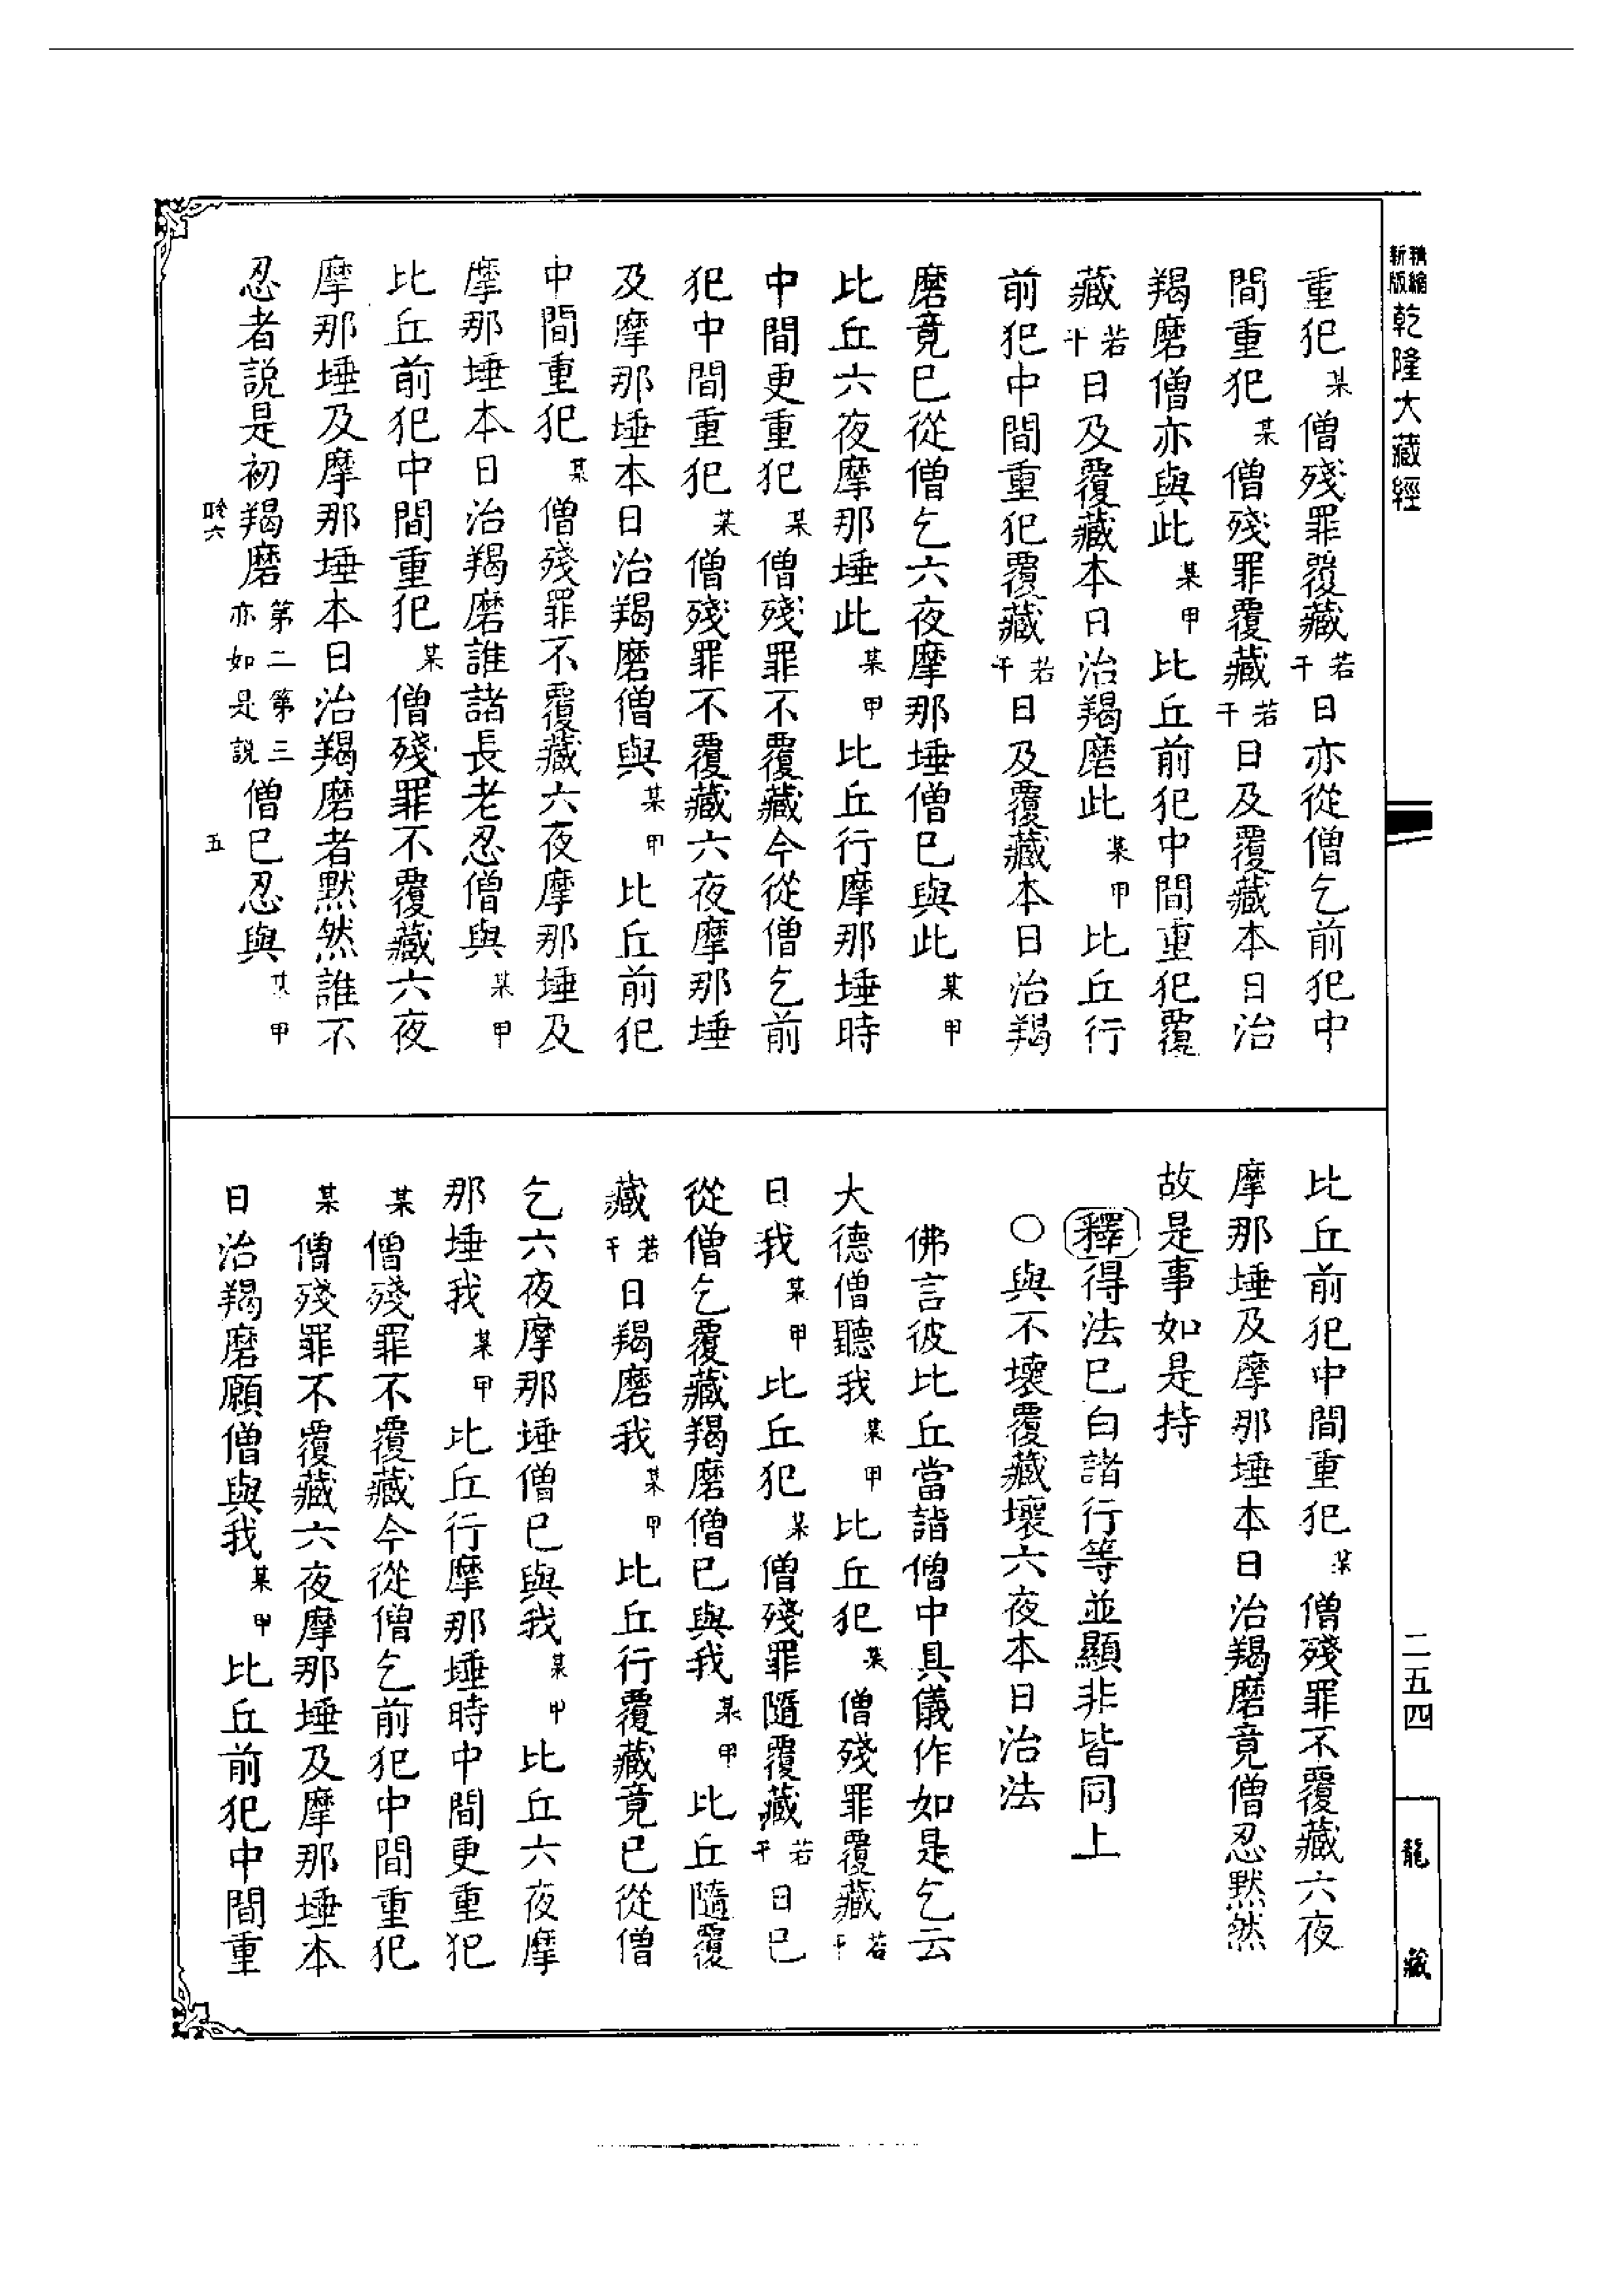 精縮
新版
乾隆大藏經
重犯某僧殘罪覆藏若干日亦從僧乞前犯中
間重犯某僧殘罪覆藏若干日及覆藏本日治
羯磨僧亦與此某甲比丘前犯中間重犯覆
藏若干日及覆藏本日治羯磨此某甲比丘行
前犯中間重犯覆藏若干日及覆藏本日治羯
磨竟已從僧乞六夜摩那埵僧已與此某甲
比丘六夜摩那埵此某甲比丘行摩那埵時
中間更重犯某僧殘罪不覆藏今從僧乞前
犯中間重犯某僧殘罪不覆藏六夜摩那埵
及摩那埵本日治羯磨僧與某甲比丘前犯
中間重犯某僧殘罪不覆藏六夜摩那埵及
摩那埵本日治羯磨誰諸長老忍僧與某甲
比丘前犯中間重犯某僧殘罪不覆藏六夜
摩那埵及摩那埵本日治羯磨者默然誰不
忍者説是初羯磨第二第三亦如是説僧已忍與某甲
六
五
比丘前犯中間重犯某僧殘罪不覆藏六夜
摩那埵及摩那埵本日治羯磨竟僧忍默然
故是事如是持
釋得法已白諸行等並顯非皆同上
○與不壞覆藏壞六夜本日治法
佛言彼比丘當詣僧中具儀作如是乞云
大德僧聽我某甲比丘犯某僧殘罪覆藏若干
日我某甲比丘犯某僧殘罪隨覆藏若干日已
從僧乞覆藏羯磨僧已與我某甲比丘隨覆
藏若干日羯磨我某甲比丘行覆藏竟已從僧
乞六夜摩那埵僧已與我某甲比丘六夜摩
那埵我某甲比丘行摩那埵時中間更重犯
某僧殘罪不覆藏今從僧乞前犯中間重犯
某僧殘罪不覆藏六夜摩那埵及摩那埵本
日治羯磨願僧與我某甲比丘前犯中間重
二五四
龍藏